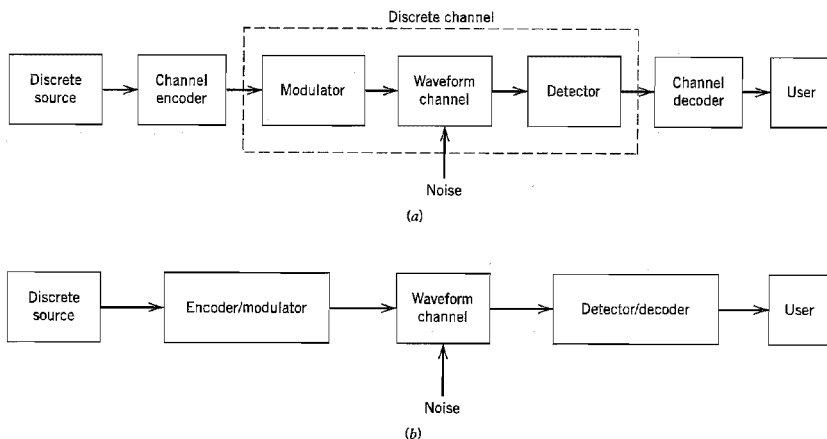 Discrete channel
Discrete
source
Channel
encoder
Modulator
Waveform
channel
Detector
Channel
decoder
User
Noise
(a)
Discrete
source
Encoder/modulator
Waveform
channel
Detector/decoder
User
Noise
(b)